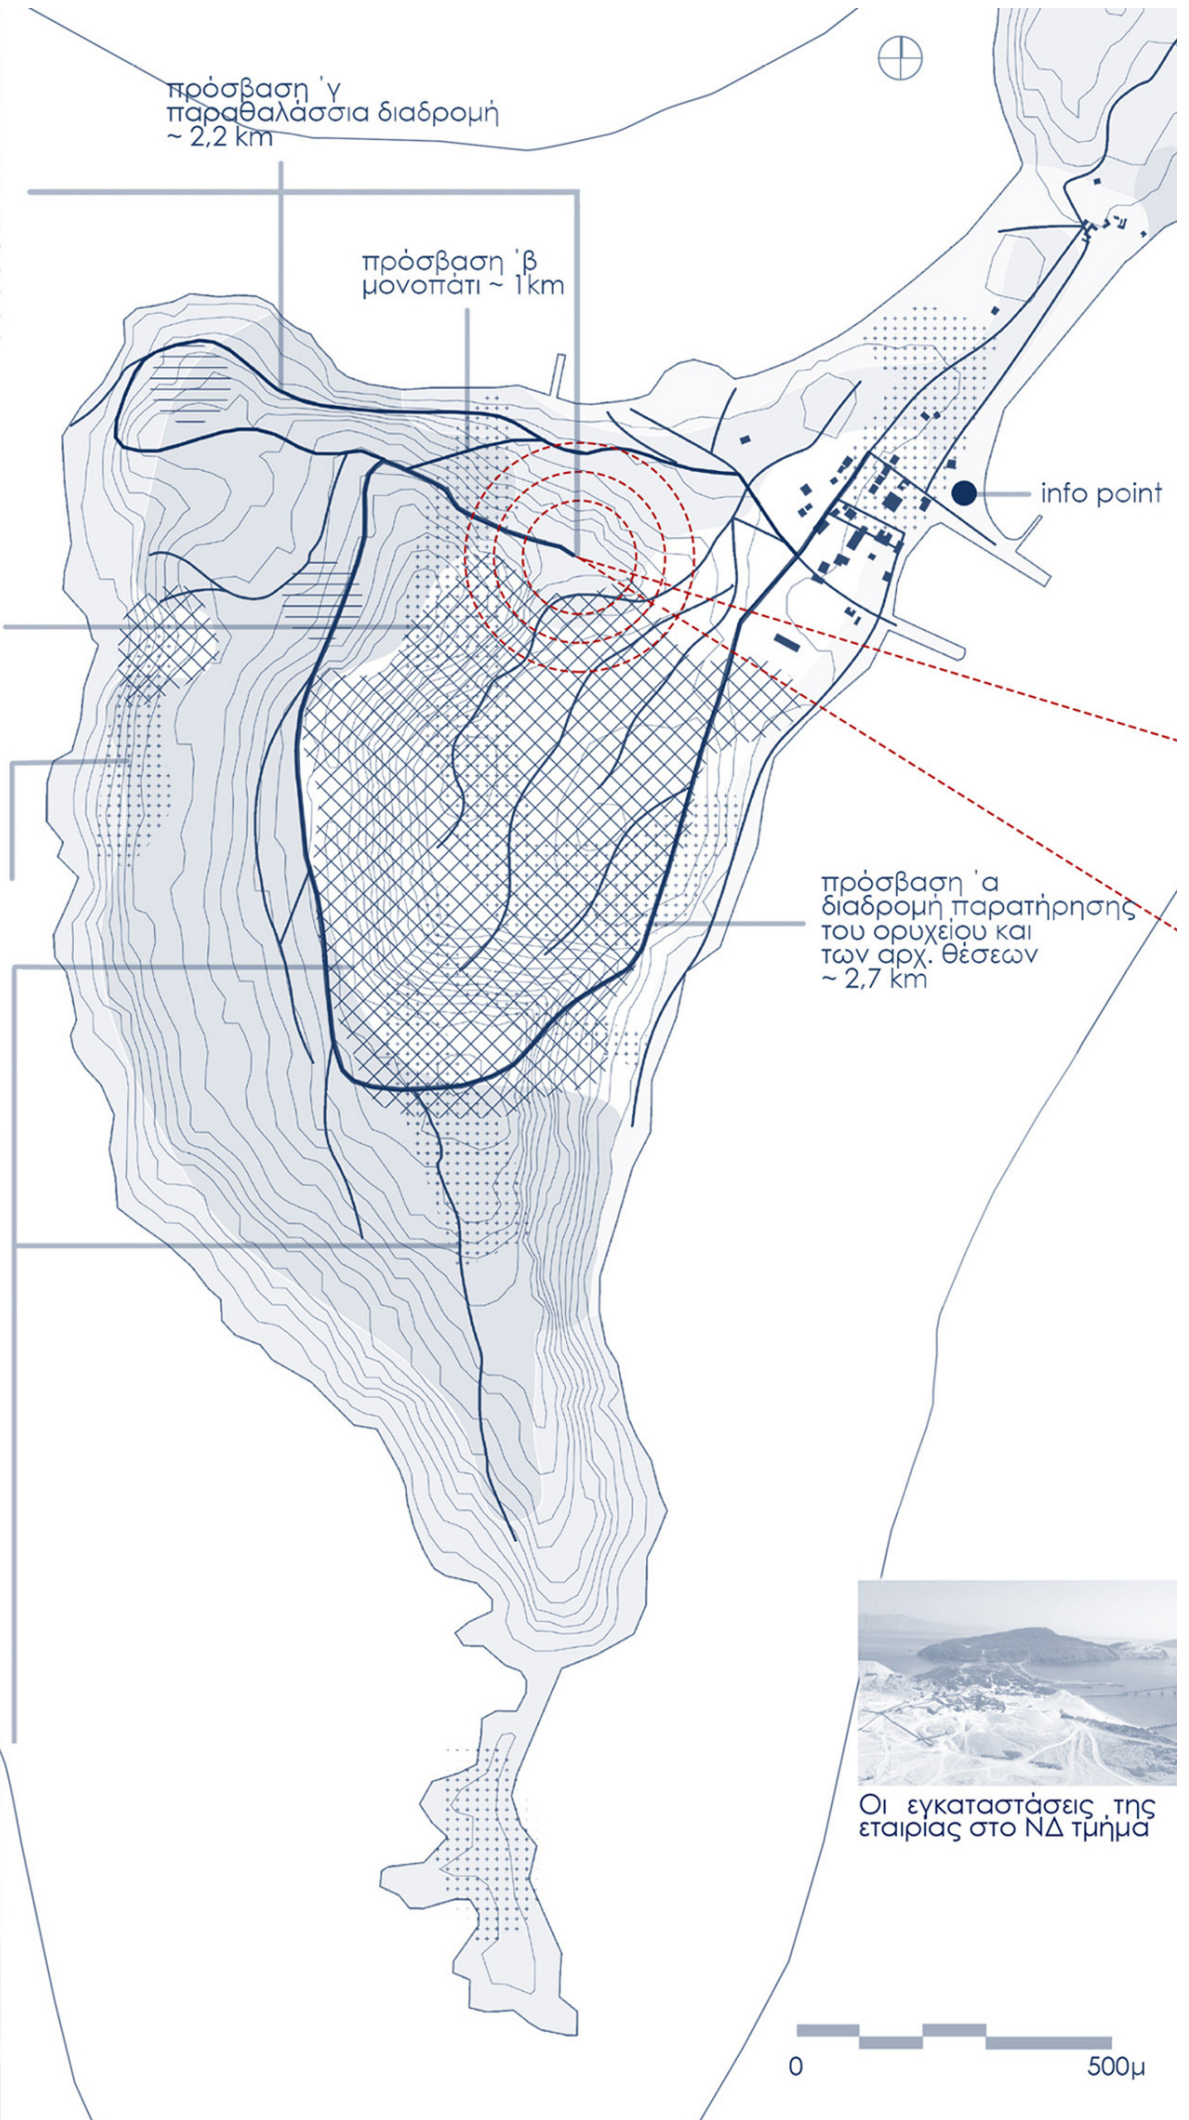 πρόσβαση 'γ
παραθαλάσσια διαδρομή
~ 2,2 km
πρόσβαση 'β
μονοπάτι ~ 1km
info point
πρόσβαση 'α
διαδρομή παρατήρησης
του ορυχείου και
των αρχ. θέσεων
~ 2,7 km
Οι εγκαταστάσεις της
εταιρίας στο ΝΔ τμήμα
0 500μ